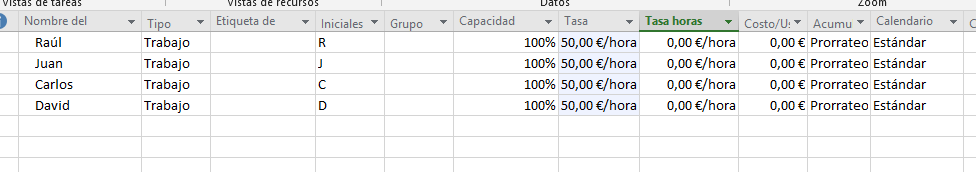 Vistas de tareas Vistas de recursos Datos Zoom
Nombre del Tipo Etiqueta de Iniciales Grupo Capacidad Tasa Tasa horas Costo/Us Acumu Calendario C
Raúl Trabajo R 100% 50,00 €/hora 0,00 €/hora 0,00 € Prorrateo Estándar
Juan Trabajo J 100% 50,00 €/hora 0,00 €/hora 0,00 € Prorrateo Estándar
Carlos Trabajo C 100% 50,00 €/hora 0,00 €/hora 0,00 € Prorrateo Estándar
David Trabajo D 100% 50,00 €/hora 0,00 €/hora 0,00 € Prorrateo Estándar